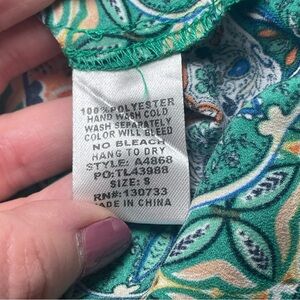 100% POLYESTER
HAND WASH COLD
WASH SEPARATELY
COLOR WILL BLEED
NO BLEACH
HANG TO DRY
STYLE: A4868
PO:TL43988
SIZE: S
RN#:130733
MADE IN CHINA